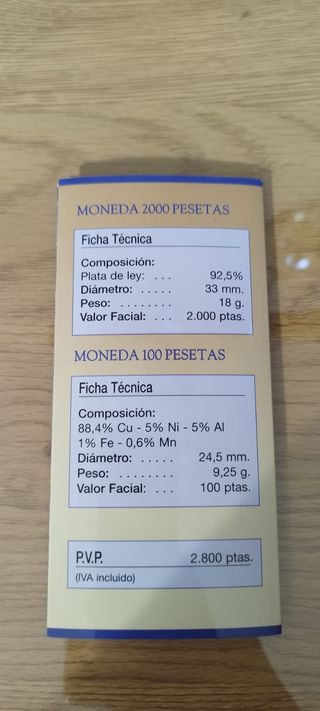 MONEDA 2000 PESETAS
Ficha Técnica
Composición:
Plata de ley: . . . 92,5%
Diámetro: . . . . . 33 mm.
Peso: . . . . . . . . 18 g.
Valor Facial: . . . 2.000 ptas.
MONEDA 100 PESETAS
Ficha Técnica
Composición:
88,4% Cu - 5% Ni - 5% Al
1% Fe - 0,6% Mn
Diámetro: . . . . . 24,5 mm.
Peso: . . . . . . . . 9,25 g.
Valor Facial: . . . 100 ptas.
P.V.P. 2.800 ptas.
(IVA incluido)